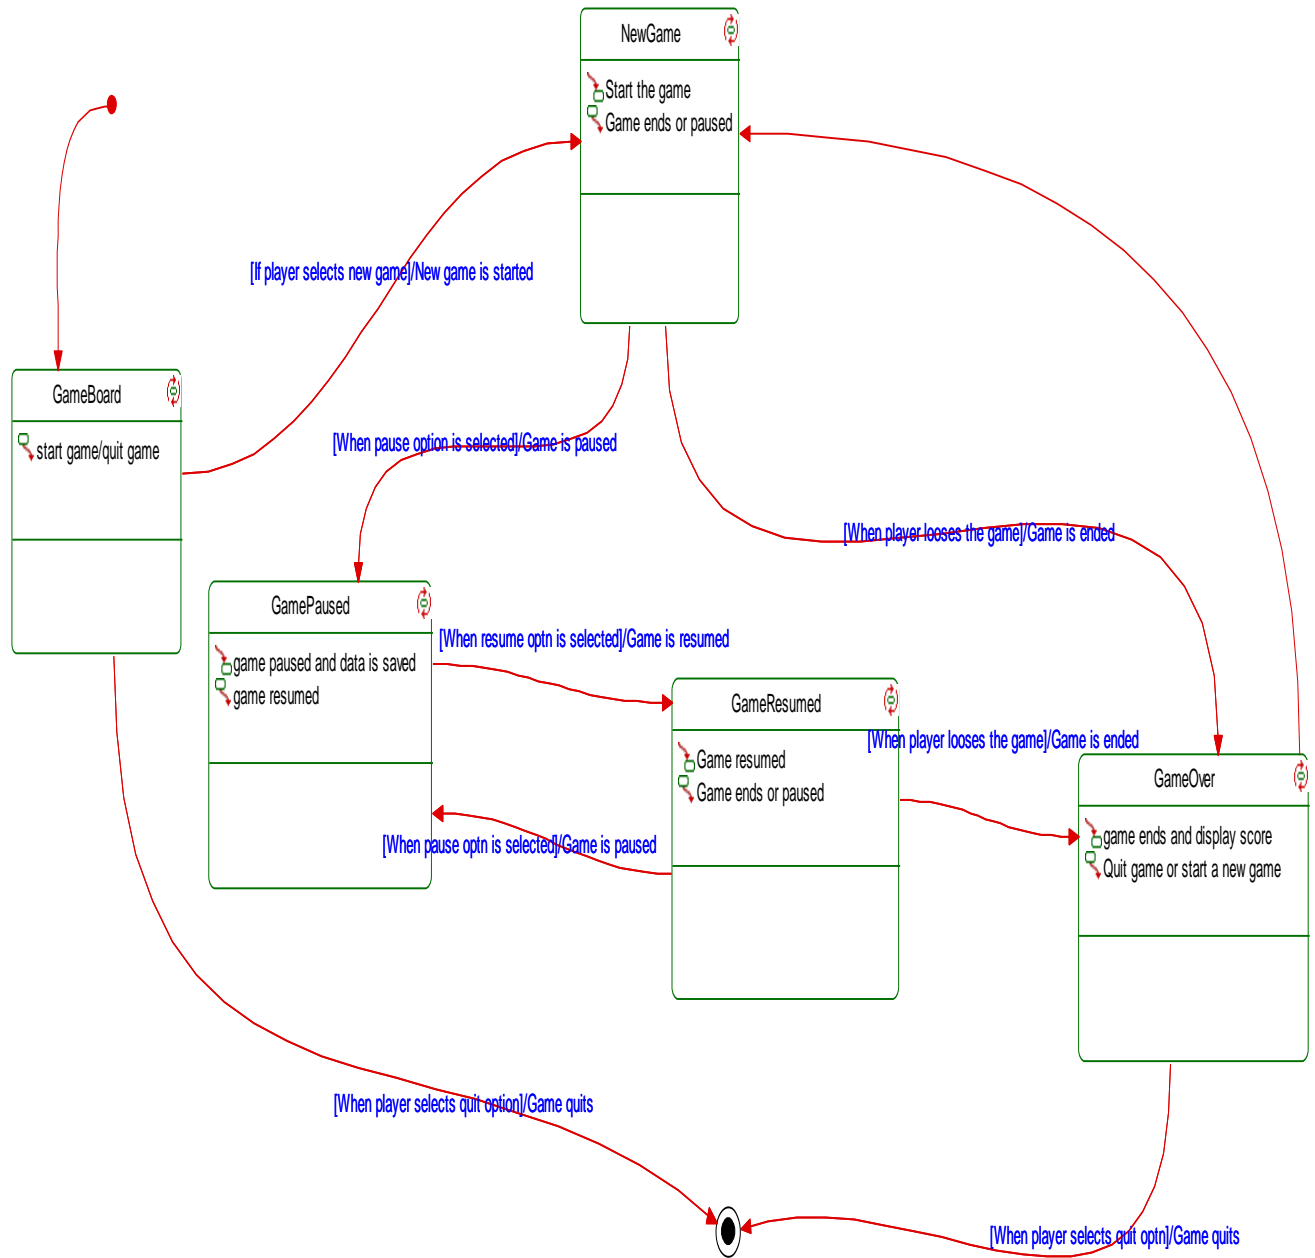 NewGame
Start the game
Game ends or paused
[If player selects new game]/New game is started
GameBoard
start game/quit game
[When pause option is selected]/Game is paused
[When player looses the game]/Game is ended
GamePaused
game paused and data is saved
game resumed
[When resume optn is selected]/Game is resumed
GameResumed
Game resumed
Game ends or paused
[When player looses the game]/Game is ended
GameOver
game ends and display score
Quit game or start a new game
[When pause optn is selected]/Game is paused
[When player selects quit option]/Game quits
[When player selects quit optn]/Game quits